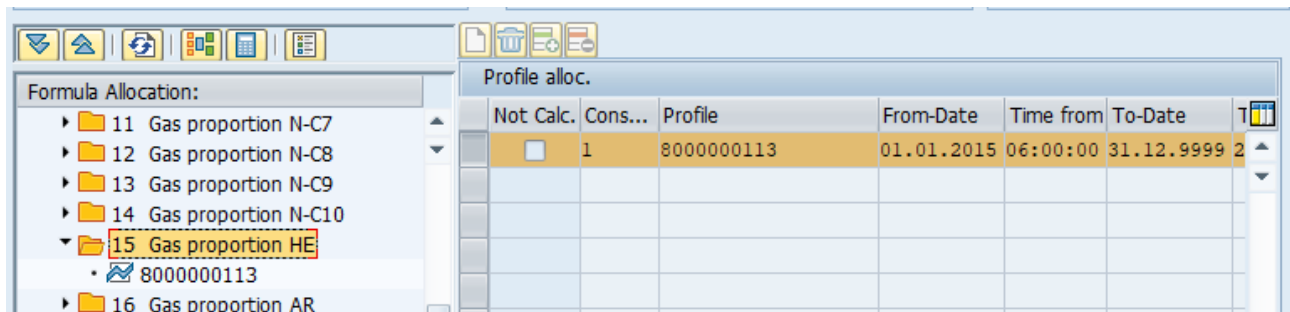 Formula Allocation:
11 Gas proportion N-C7
12 Gas proportion N-C8
13 Gas proportion N-C9
14 Gas proportion N-C10
15 Gas proportion HE
8000000113
16 Gas proportion AR
Profile alloc.
Not Calc. Cons... Profile From-Date Time from To-Date T
1 8000000113 01.01.2015 06:00:00 31.12.9999 2